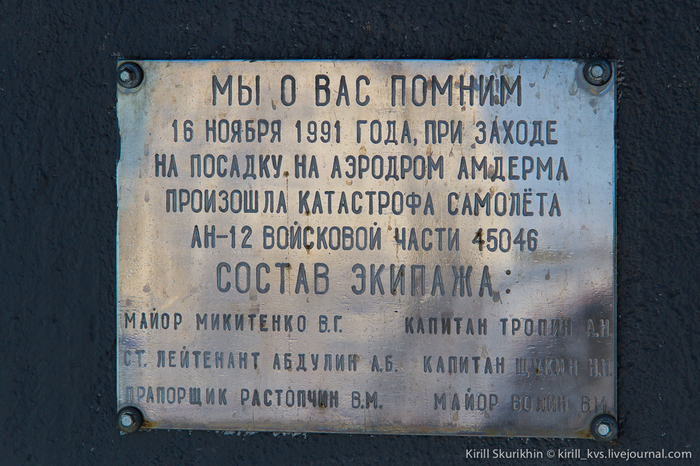 МЫ О ВАС ПОМНИМ
16 НОЯБРЯ 1991 ГОДА, ПРИ ЗАХОДЕ
НА ПОСАДКУ НА АЭРОДРОМ АМДЕРМА
ПРОИЗОШЛА КАТАСТРОФА САМОЛЁТА
АН-12 ВОЙСКОВОЙ ЧАСТИ 45046
СОСТАВ ЭКИПАЖА:
МАЙОР МИКИТЕНКО В.Г. КАПИТАН ТРОПИН А.Н.
СТ. ЛЕЙТЕНАНТ АБДУЛИН А.Б. КАПИТАН ЩУКИН Н.Н.
ПРАПОРЩИК РАСТОПЧИН В.М. МАЙОР
Kirill Skurikhin © kirill_kvs.livejournal.com